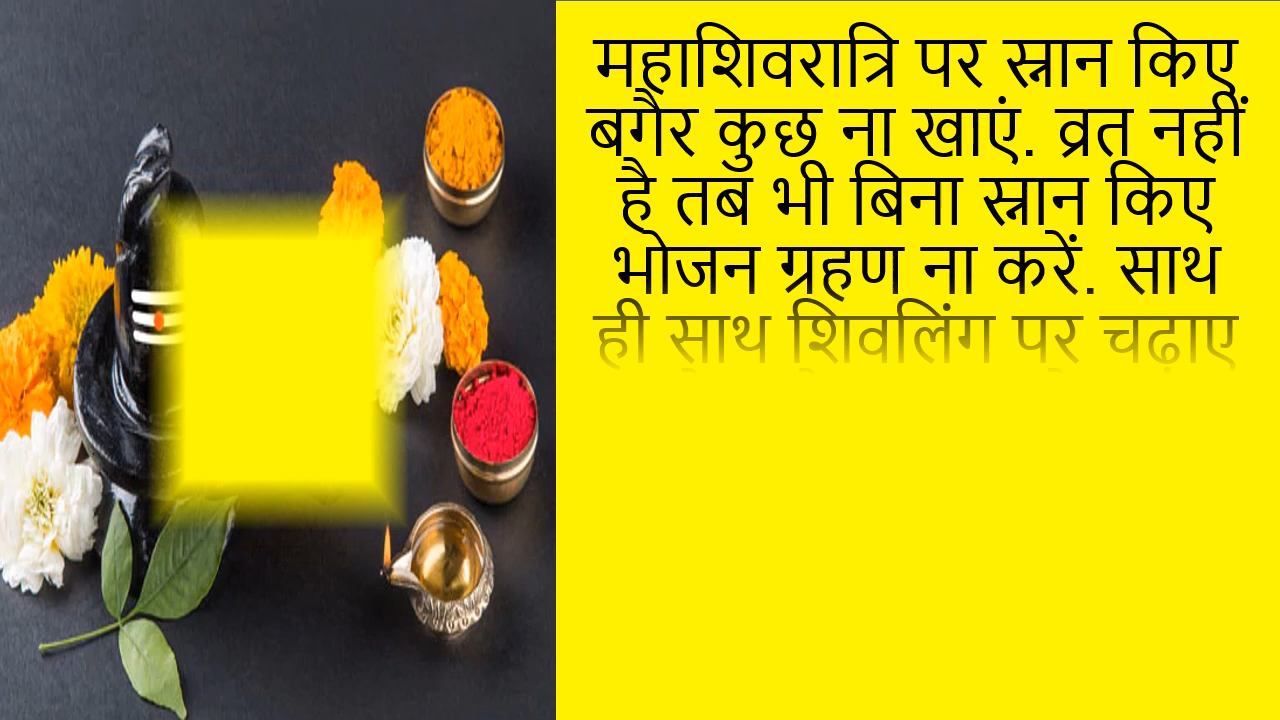 महाशिवरात्रि पर स्नान किए
बगैर कुछ ना खाएं. व्रत नहीं
है तब भी बिना स्नान किए
भोजन ग्रहण ना करें. साथ
ही साथ शिवलिंग पर चढ़ाए